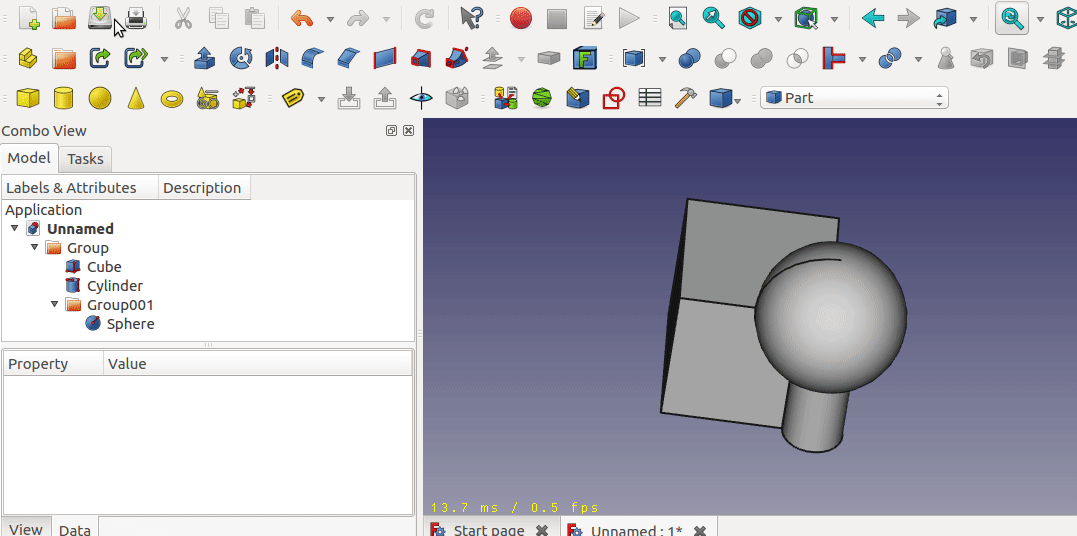 Part
Combo View
Model Tasks
Labels & Attributes Description
Application
Unnamed
Group
Cube
Cylinder
Group001
Sphere
Property Value
13.7 ms / 0.5 fps
View Data
Start page Unnamed : 1*